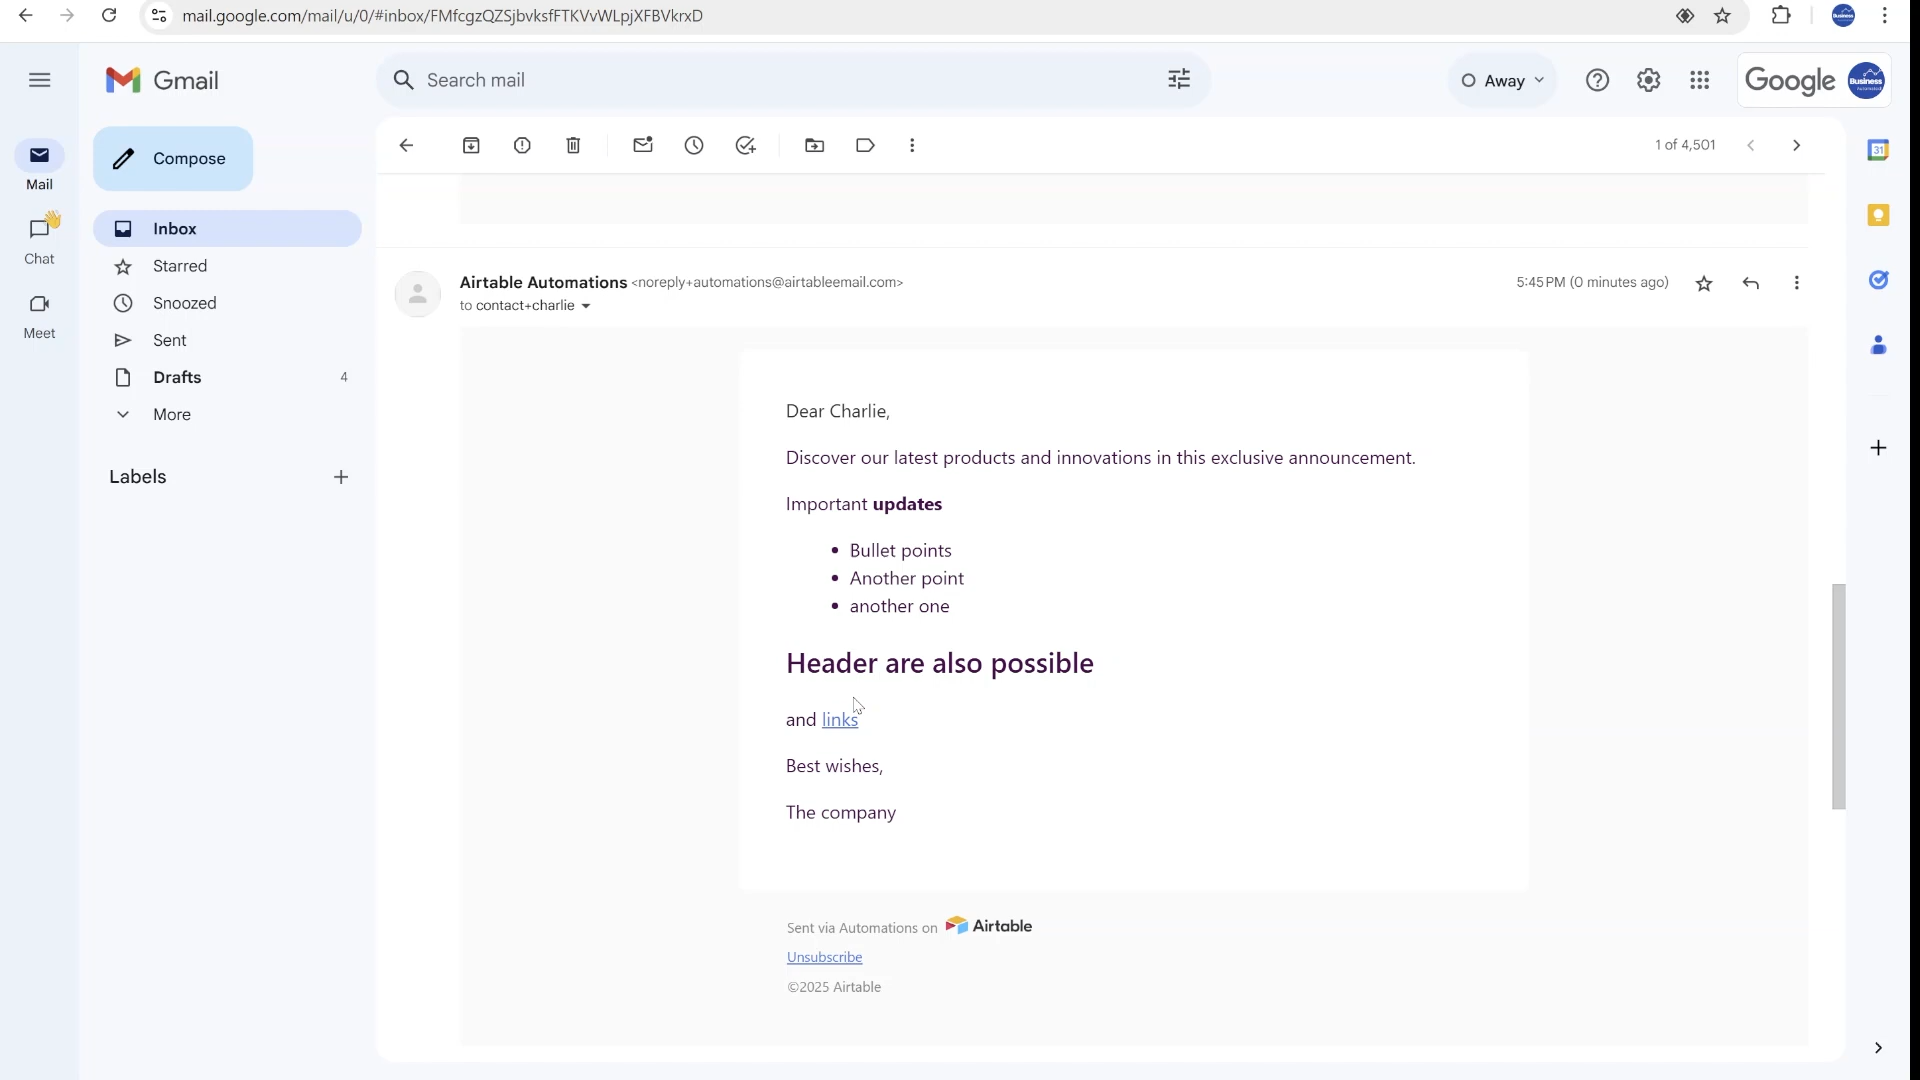 mail.google.com/mail/u/0/#inbox/FMfcgzQZSjbvksfFTKVvWLpjXFBVkrxD
Business
Gmail
Search mail
Away
Google
Business
Automated!
Mail
Compose
1 of 4,501
31
Inbox
Chat
Starred
Snoozed
Meet
Sent
Drafts
4
More
Labels
Airtable Automations <noreply+automations@airtableemail.com>
5:45 PM (0 minutes ago)
to contact+charlie
Dear Charlie,
Discover our latest products and innovations in this exclusive announcement.
Important updates
• Bullet points
• Another point
• another one
Header are also possible
and links
Best wishes,
The company
Sent via Automations on Airtable
Unsubscribe
©2025 Airtable